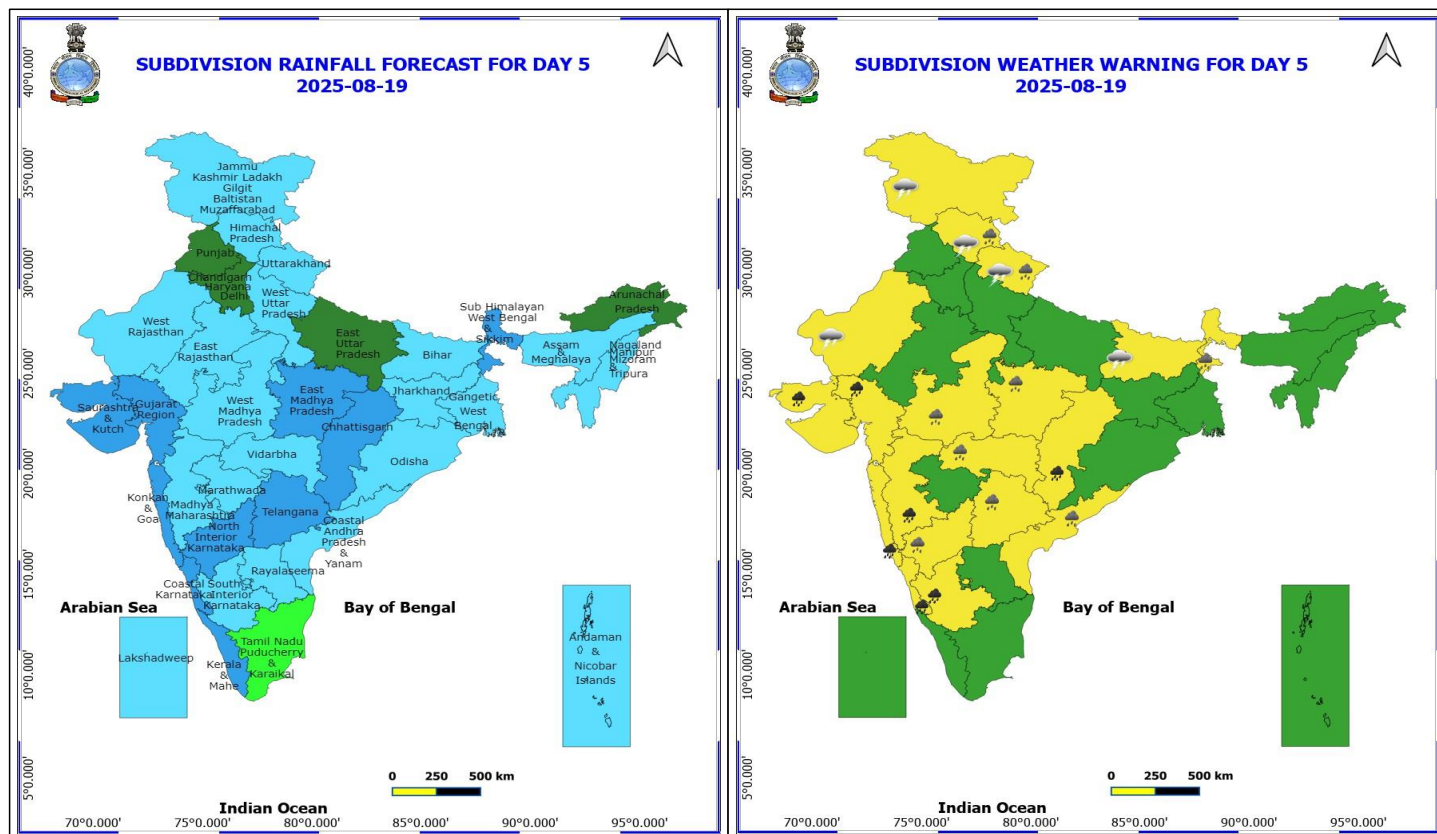 SUBDIVISION RAINFALL FORECAST FOR DAY 5
2025-08-19
40°0.000'
35°0.000'
30°0.000'
25°0.000'
20°0.000'
15°0.000'
10°0.000'
5°0.000'
Jammu
Kashmir Ladakh
Gilgit
Baltistan
Muzaffarabad
Himachal
Pradesh
Punjab
Uttarakhand
Chandigarh
Haryana
Delhi
West
Uttar
Pradesh
West
Rajasthan
East
Rajasthan
East
Uttar
Pradesh
Bihar
Sub Himalayan
West Bengal
&
Sikkim
Arunachal
Pradesh
Assam
&
Meghalaya
Nagaland
Manipur
Mizoram
&
Tripura
Saurashtra
&
Kutch
Gujarat
Region
West
Madhya
Pradesh
East
Madhya
Pradesh
Jharkhand
Gangetic
West
Bengal
Chhattisgarh
Vidarbha
Odisha
Konkan
&
Goa
Madhya
Maharashtra
Marathwada
Telangana
North
Interior
Karnataka
Coastal
Andhra
Pradesh
&
Yanam
Rayalaseema
Coastal
Karnataka
South
Interior
Karnataka
Arabian Sea
Bay of Bengal
Lakshadweep
Kerala
&
Mahe
Tamil Nadu
Puducherry
&
Karaikal
Andaman
&
Nicobar
Islands
0 250 500 km
Indian Ocean
70°0.000' 75°0.000' 80°0.000' 85°0.000' 90°0.000' 95°0.000'
SUBDIVISION WEATHER WARNING FOR DAY 5
2025-08-19
40°0.000'
35°0.000'
30°0.000'
25°0.000'
20°0.000'
15°0.000'
10°0.000'
5°0.000'
Arabian Sea
Bay of Bengal
0 250 500 km
Indian Ocean
70°0.000' 75°0.000' 80°0.000' 85°0.000' 90°0.000' 95°0.000'